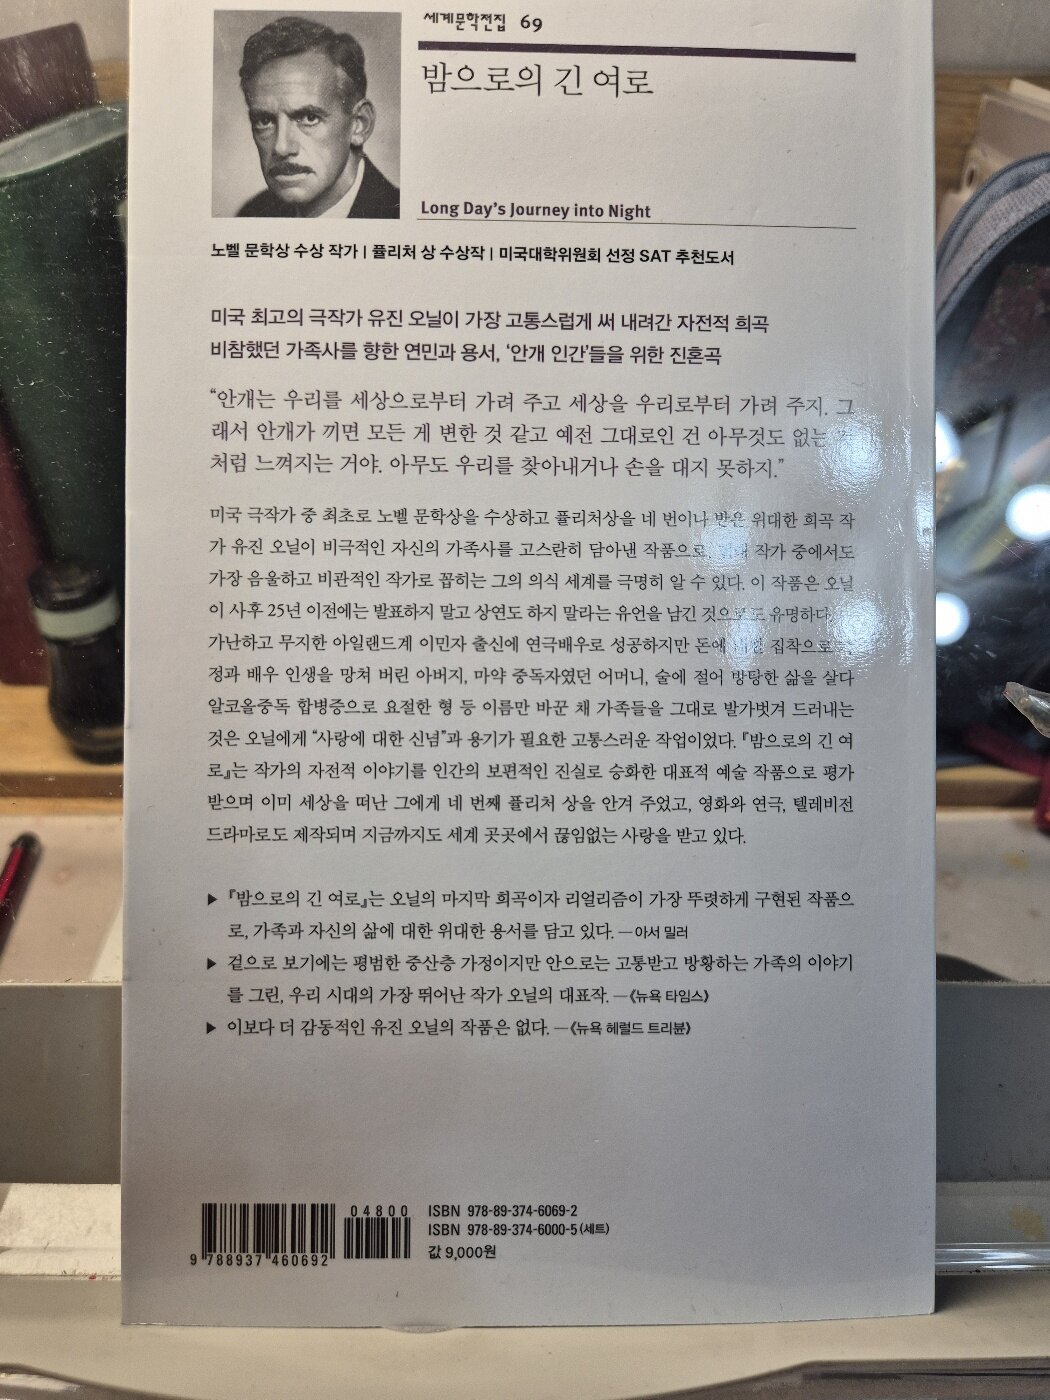 세계문학전집 69
밤으로의 긴 여로
Long Day's Journey into Night
노벨 문학상 수상 작가 | 퓰리처 상 수상작 | 미국대학위원회 선정 SAT 추천도서
미국 최고의 극작가 유진 오닐이 가장 고통스럽게 써 내려간 자전적 희곡
비참했던 가족사를 향한 연민과 용서, ‘안개 인간’들을 위한 진혼곡
“안개는 우리를 세상으로부터 가려 주고 세상을 우리로부터 가려 주지. 그
래서 안개가 끼면 모든 게 변한 것 같고 예전 그대로인 건 아무것도 없는
처럼 느껴지는 거야. 아무도 우리를 찾아내거나 손을 대지 못하지.”
미국 극작가 중 최초로 노벨 문학상을 수상하고 퓰리처상을 네 번이나 받은 위대한 희곡 작
가 유진 오닐이 비극적인 자신의 가족사를 고스란히 담아낸 작품으로, 작가 중에서도
가장 음울하고 비관적인 작가로 꼽히는 그의 의식 세계를 극명히 알 수 있다. 이 작품은 오닐
이 사후 25년 이전에는 발표하지 말고 상연도 하지 말라는 유언을 남긴 것으로도 유명하다.
가난하고 무지한 아일랜드계 이민자 출신에 연극배우로 성공하지만 돈에 대한 집착으로
정과 배우 인생을 망쳐 버린 아버지, 마약 중독자였던 어머니, 술에 절어 방탕한 삶을 살다
알코올중독 합병증으로 요절한 형 등 이름만 바꾼 채 가족들을 그대로 발가벗겨 드러내는
것은 오닐에게 “사랑에 대한 신념”과 용기가 필요한 고통스러운 작업이었다. 『밤으로의 긴 여
로』는 작가의 자전적 이야기를 인간의 보편적인 진실로 승화한 대표적 예술 작품으로 평가
받으며 이미 세상을 떠난 그에게 네 번째 퓰리처 상을 안겨 주었고, 영화와 연극, 텔레비전
드라마로도 제작되며 지금까지도 세계 곳곳에서 끊임없는 사랑을 받고 있다.
▶ 『밤으로의 긴 여로』는 오닐의 마지막 희곡이자 리얼리즘이 가장 뚜렷하게 구현된 작품으
로, 가족과 자신의 삶에 대한 위대한 용서를 담고 있다. —아서 밀러
▶ 겉으로 보기에는 평범한 중산층 가정이지만 안으로는 고통받고 방황하는 가족의 이야기
를 그린, 우리 시대의 가장 뛰어난 작가 오닐의 대표작. —《뉴욕 타임스》
▶ 이보다 더 감동적인 유진 오닐의 작품은 없다. —《뉴욕 헤럴드 트리뷴》
04800
9 788937 460692
ISBN 978-89-374-6069-2
ISBN 978-89-374-6000-5 (세트)
값 9,000원